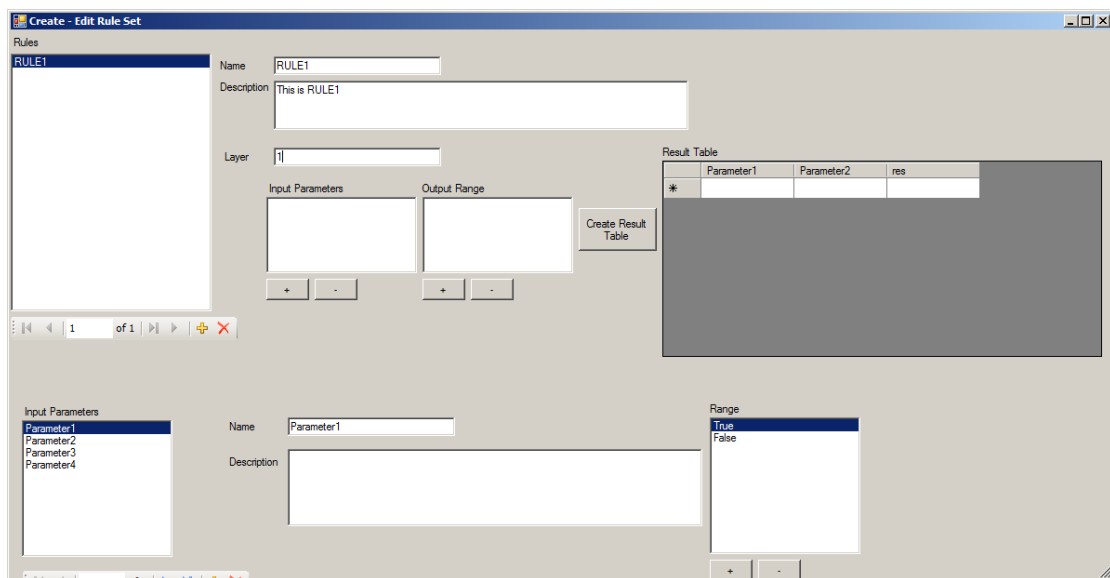 Create - Edit Rule Set
Rules
RULE1
Name
RULE1
Description
This is RULE1
Layer
1
Result Table
Parameter1 Parameter2 res
Input Parameters
Output Range
Create Result
Table
+ - + -
1 of 1
Input Parameters
Parameter1
Parameter2
Parameter3
Parameter4
Name
Parameter1
Description
Range
True
False
+ -